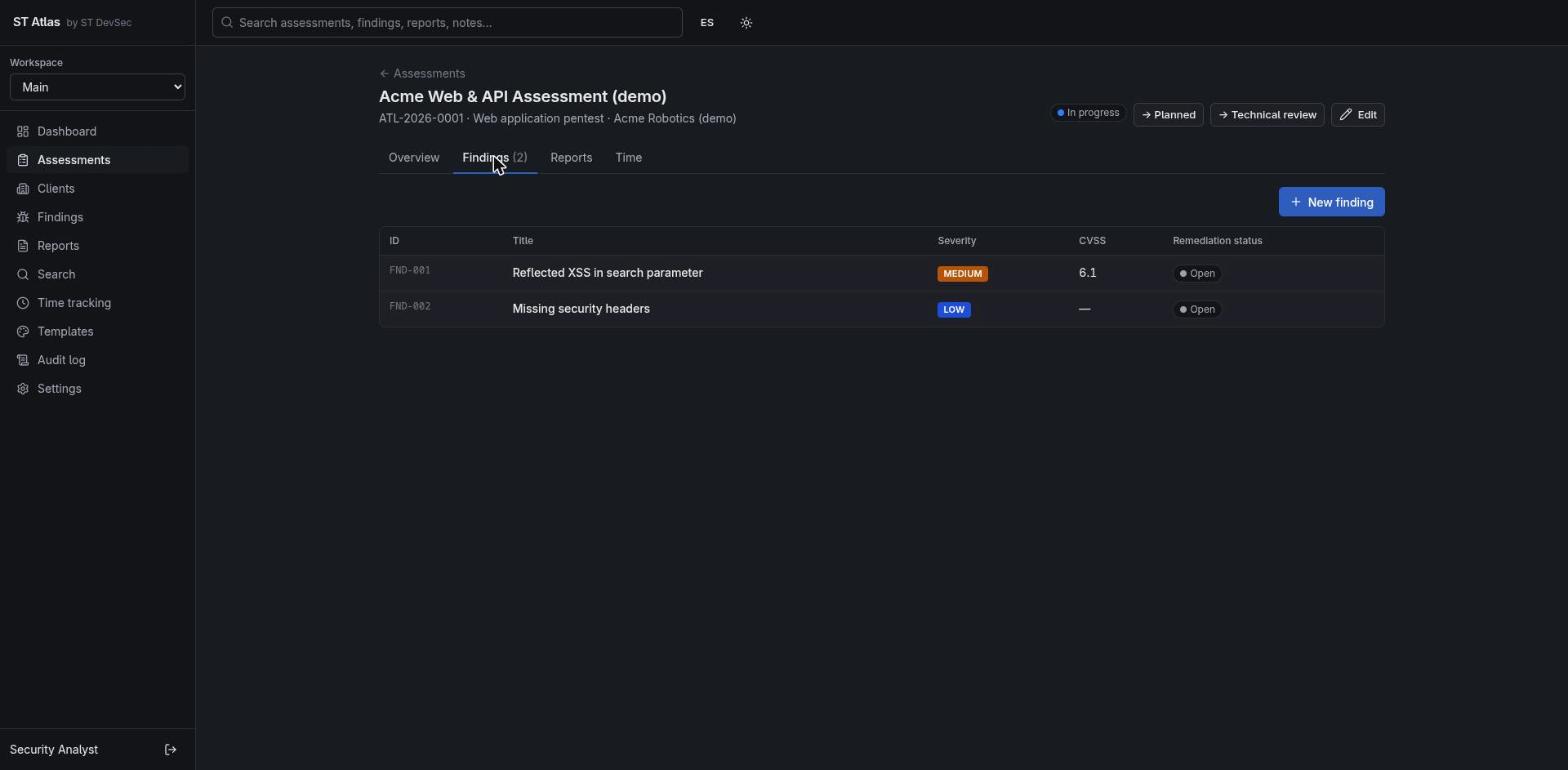 ST Atlas by ST DevSec
Search assessments, findings, reports, notes...
ES
Workspace
Main
Dashboard
Assessments
Clients
Findings
Reports
Search
Time tracking
Templates
Audit log
Settings
Security Analyst
← Assessments
Acme Web & API Assessment (demo)
ATL-2026-0001 · Web application pentest · Acme Robotics (demo)
In progress
→ Planned
→ Technical review
Edit
Overview Findings (2) Reports Time
+ New finding
ID Title Severity CVSS Remediation status
FND-001 Reflected XSS in search parameter MEDIUM 6.1 Open
FND-002 Missing security headers LOW — Open